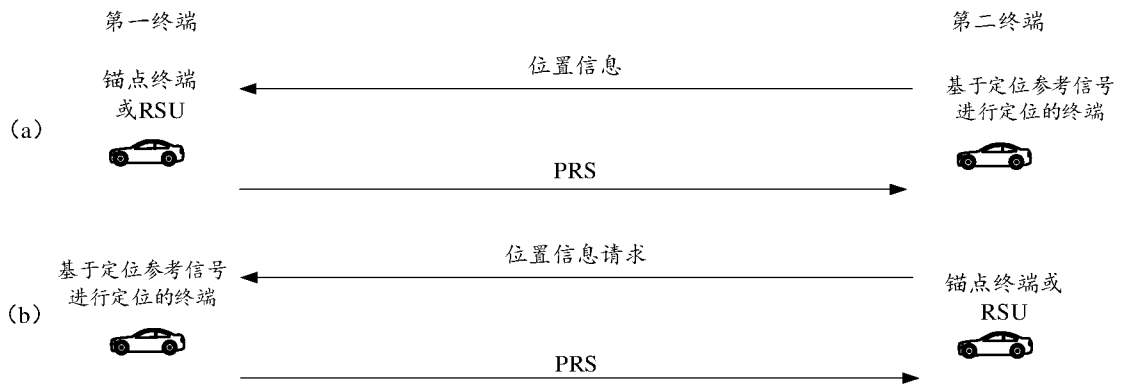 第一终端
第二终端
锚点终端
或RSU
位置信息
基于定位参考信号
进行定位的终端
(a)
PRS
位置信息请求
基于定位参考信号
进行定位的终端
锚点终端或
RSU
(b)
PRS